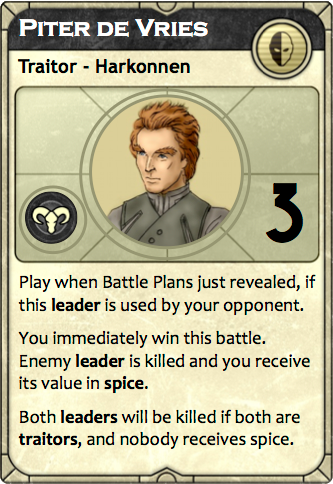 Piter de Vries
Traitor - Harkonnen
3
Play when Battle Plans just revealed, if
this leader is used by your opponent.
You immediately win this battle.
Enemy leader is killed and you receive
its value in spice.
Both leaders will be killed if both are
traitors, and nobody receives spice.